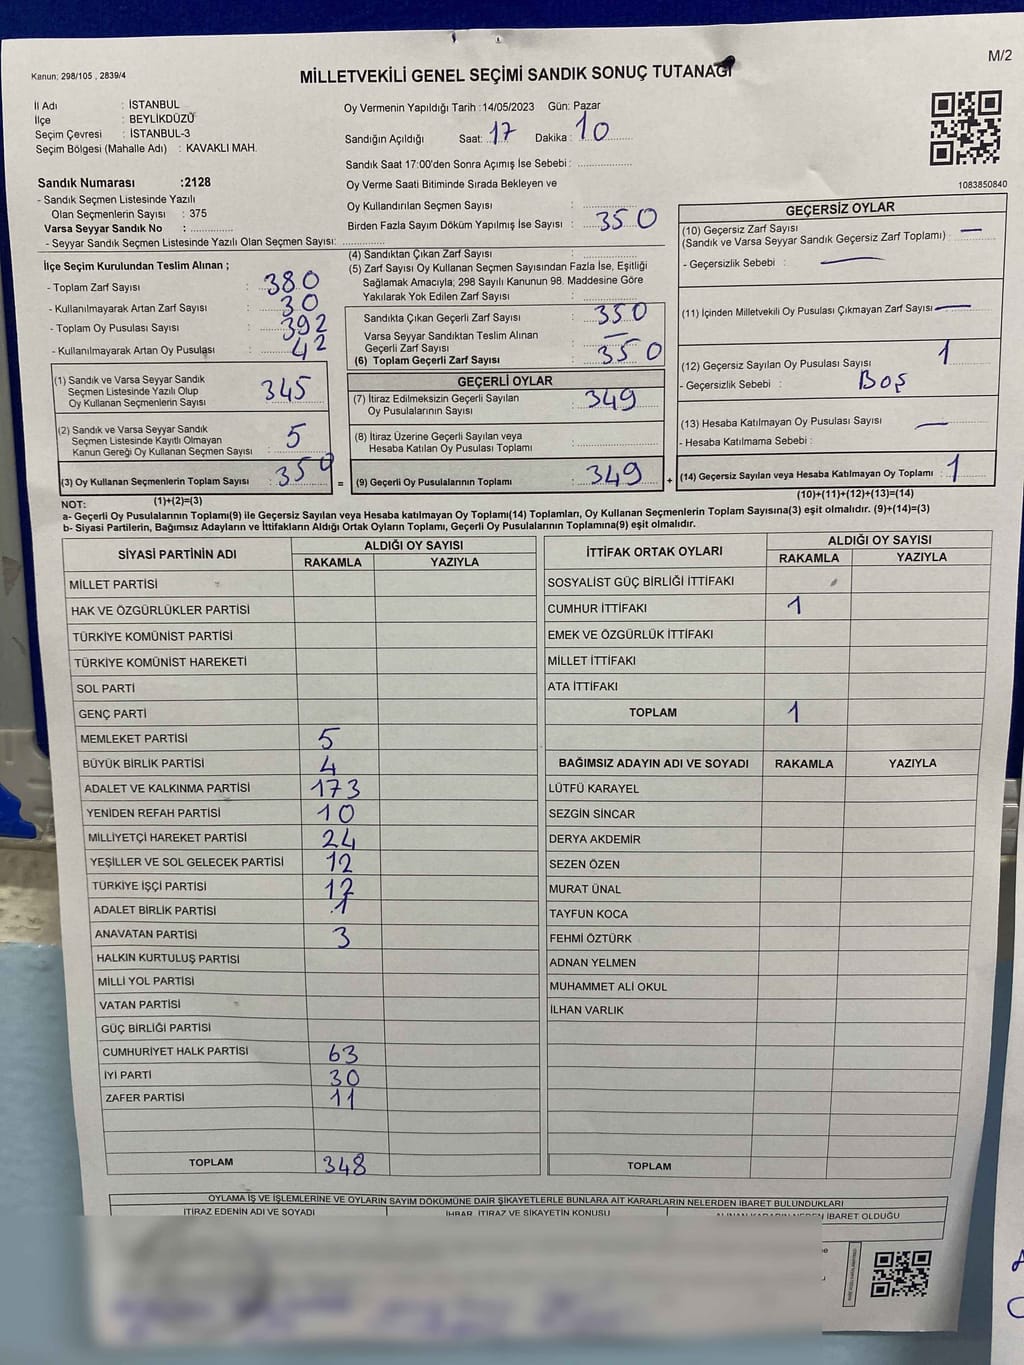 M/2
Kanun: 298/105 , 2839/4
MİLLETVEKİLİ GENEL SEÇİMİ SANDIK SONUÇ TUTANAĞI
İl Adı : İSTANBUL
İlçe : BEYLİKDÜZÜ
Seçim Çevresi : İSTANBUL-3
Seçim Bölgesi (Mahalle Adı) : KAVAKLI MAH.
Oy Vermenin Yapıldığı Tarih :14/05/2023 Gün: Pazar
Sandığın Açıldığı Saat: 17 Dakika : 10
Sandık Saat 17:00'den Sonra Açımış İse Sebebi :
Oy Verme Saati Bitiminde Sırada Bekleyen ve
Oy Kullandırılan Seçmen Sayısı :
Birden Fazla Sayım Döküm Yapılmış İse Sayısı : 350
1083850840
Sandık Numarası :2128
- Sandık Seçmen Listesinde Yazılı
Olan Seçmenlerin Sayısı : 375
Varsa Seyyar Sandık No :
- Seyyar Sandık Seçmen Listesinde Yazılı Olan Seçmen Sayısı:
İlçe Seçim Kurulundan Teslim Alınan ;
- Toplam Zarf Sayısı : 380
- Kullanılmayarak Artan Zarf Sayısı : 30
- Toplam Oy Pusulası Sayısı : 392
- Kullanılmayarak Artan Oy Pusulası : 42
(1) Sandık ve Varsa Seyyar Sandık
Seçmen Listesinde Yazılı Olup
Oy Kullanan Seçmenlerin Sayısı : 345
(2) Sandık ve Varsa Seyyar Sandık
Seçmen Listesinde Kayıtlı Olmayan
Kanun Gereği Oy Kullanan Seçmen Sayısı : 5
(3) Oy Kullanan Seçmenlerin Toplam Sayısı : 350
(1)+(2)=(3)
(4) Sandıktan Çıkan Zarf Sayısı :
(5) Zarf Sayısı Oy Kullanan Seçmen Sayısından Fazla İse, Eşitliği
Sağlamak Amacıyla; 298 Sayılı Kanunun 98. Maddesine Göre
Yakılarak Yok Edilen Zarf Sayısı :
Sandıkta Çıkan Geçerli Zarf Sayısı : 350
Varsa Seyyar Sandıktan Teslim Alınan
Geçerli Zarf Sayısı : —
(6) Toplam Geçerli Zarf Sayısı : 350
GEÇERLİ OYLAR
(7) İtiraz Edilmeksizin Geçerli Sayılan
Oy Pusulalarının Sayısı : 349
(8) İtiraz Üzerine Geçerli Sayılan veya
Hesaba Katılan Oy Pusulası Toplamı :
= (9) Geçerli Oy Pusulalarının Toplamı : 349 +
GEÇERSİZ OYLAR
(10) Geçersiz Zarf Sayısı
(Sandık ve Varsa Seyyar Sandık Geçersiz Zarf Toplamı) : —
- Geçersizlik Sebebi : —
(11) İçinden Milletvekili Oy Pusulası Çıkmayan Zarf Sayısı —
(12) Geçersiz Sayılan Oy Pusulası Sayısı : 1
- Geçersizlik Sebebi : BOŞ
(13) Hesaba Katılmayan Oy Pusulası Sayısı : —
- Hesaba Katılmama Sebebi :
(14) Geçersiz Sayılan veya Hesaba Katılmayan Oy Toplamı : 1
(10)+(11)+(12)+(13)=(14)
NOT:
a- Geçerli Oy Pusulalarının Toplamı(9) ile Geçersiz Sayılan veya Hesaba Katılmayan Oy Toplamı(14) Toplamları, Oy Kullanan Seçmenlerin Toplam Sayısına(3) eşit olmalıdır. (9)+(14)=(3)
b- Siyasi Partilerin, Bağımsız Adayların ve İttifakların Aldığı Ortak Oyların Toplamı, Geçerli Oy Pusulalarının Toplamına(9) eşit olmalıdır.
SİYASİ PARTİNİN ADI ALDIĞI OY SAYISI
RAKAMLA YAZIYLA
MİLLET PARTİSİ
HAK VE ÖZGÜRLÜKLER PARTİSİ
TÜRKİYE KOMÜNİST PARTİSİ
TÜRKİYE KOMÜNİST HAREKETİ
SOL PARTİ
GENÇ PARTİ
MEMLEKET PARTİSİ 5
BÜYÜK BİRLİK PARTİSİ 4
ADALET VE KALKINMA PARTİSİ 173
YENİDEN REFAH PARTİSİ 10
MİLLİYETÇİ HAREKET PARTİSİ 24
YEŞİLLER VE SOL GELECEK PARTİSİ 12
TÜRKİYE İŞÇİ PARTİSİ 12
ADALET BİRLİK PARTİSİ 1
ANAVATAN PARTİSİ 3
HALKIN KURTULUŞ PARTİSİ
MİLLİ YOL PARTİSİ
VATAN PARTİSİ
GÜÇ BİRLİĞİ PARTİSİ
CUMHURİYET HALK PARTİSİ 63
İYİ PARTİ 30
ZAFER PARTİSİ 11
TOPLAM 348
İTTİFAK ORTAK OYLARI ALDIĞI OY SAYISI
RAKAMLA YAZIYLA
SOSYALİST GÜÇ BİRLİĞİ İTTİFAKI
CUMHUR İTTİFAKI 1
EMEK VE ÖZGÜRLÜK İTTİFAKI
MİLLET İTTİFAKI
ATA İTTİFAKI
TOPLAM 1
BAĞIMSIZ ADAYIN ADI VE SOYADI RAKAMLA YAZIYLA
LÜTFÜ KARAYEL
SEZGİN SİNCAR
DERYA AKDEMİR
SEZEN ÖZEN
MURAT ÜNAL
TAYFUN KOCA
FEHMİ ÖZTÜRK
ADNAN YELMEN
MUHAMMET ALİ OKUL
İLHAN VARLIK
TOPLAM
OYLAMA İŞ VE İŞLEMLERİNE VE OYLARIN SAYIM DÖKÜMÜNE DAİR ŞİKAYETLERLE BUNLARA AİT KARARLARIN NELERDEN İBARET BULUNDUKLARI
İTİRAZ EDENİN ADI VE SOYADI İHBAR, İTİRAZ VE ŞİKAYETİN KONUSU ALINAN KARARIN NEDEN İBARET OLDUĞU